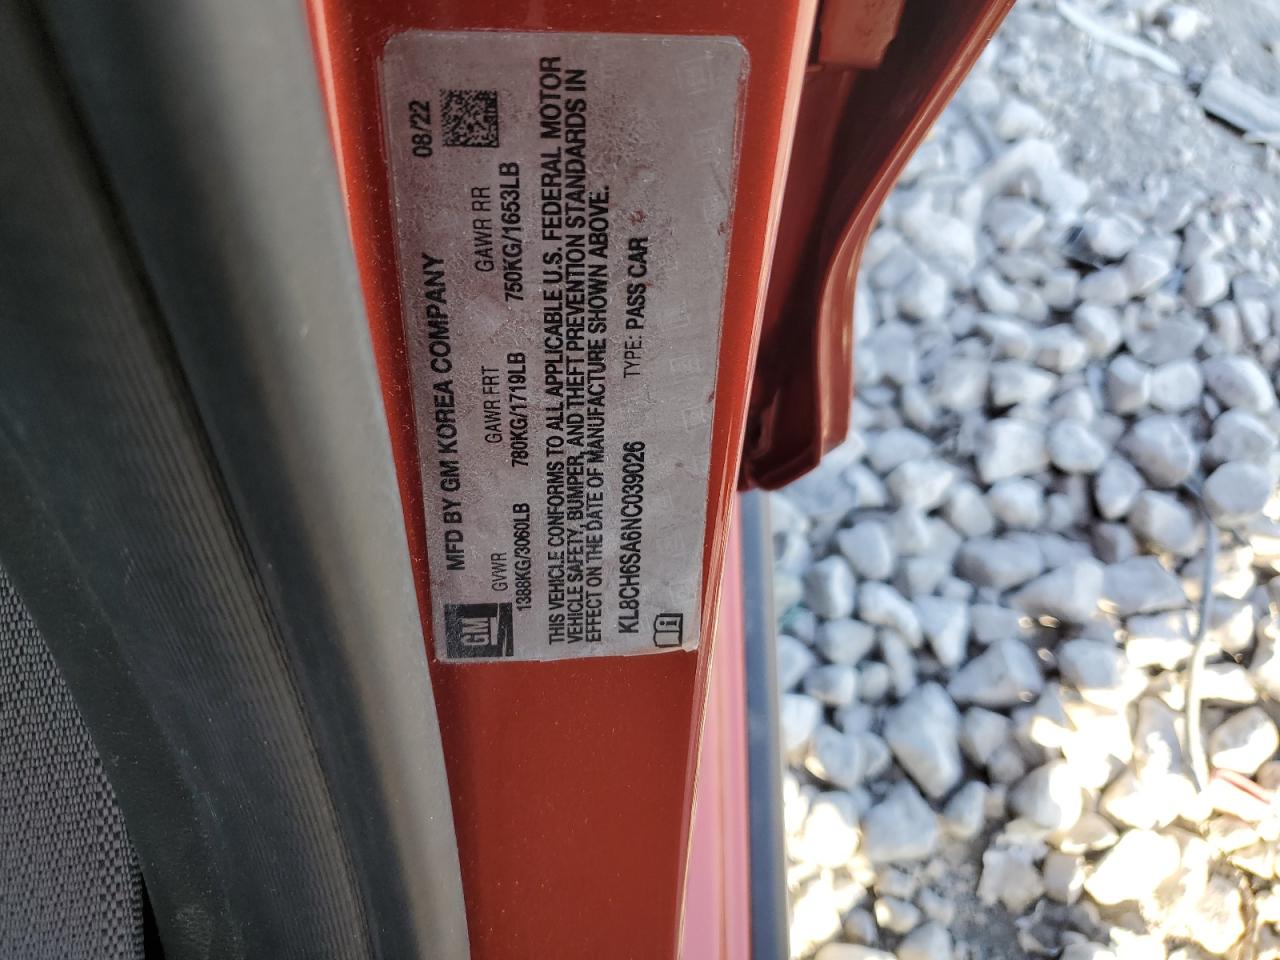 MFD BY GM KOREA COMPANY 08/22
GVWR GAWR FRT GAWR RR
1388KG/3060LB 780KG/1719LB 750KG/1653LB
GM
THIS VEHICLE CONFORMS TO ALL APPLICABLE U.S. FEDERAL MOTOR
VEHICLE SAFETY, BUMPER, AND THEFT PREVENTION STANDARDS IN
EFFECT ON THE DATE OF MANUFACTURE SHOWN ABOVE.
KL8CH6SA6NC039026 TYPE: PASS CAR